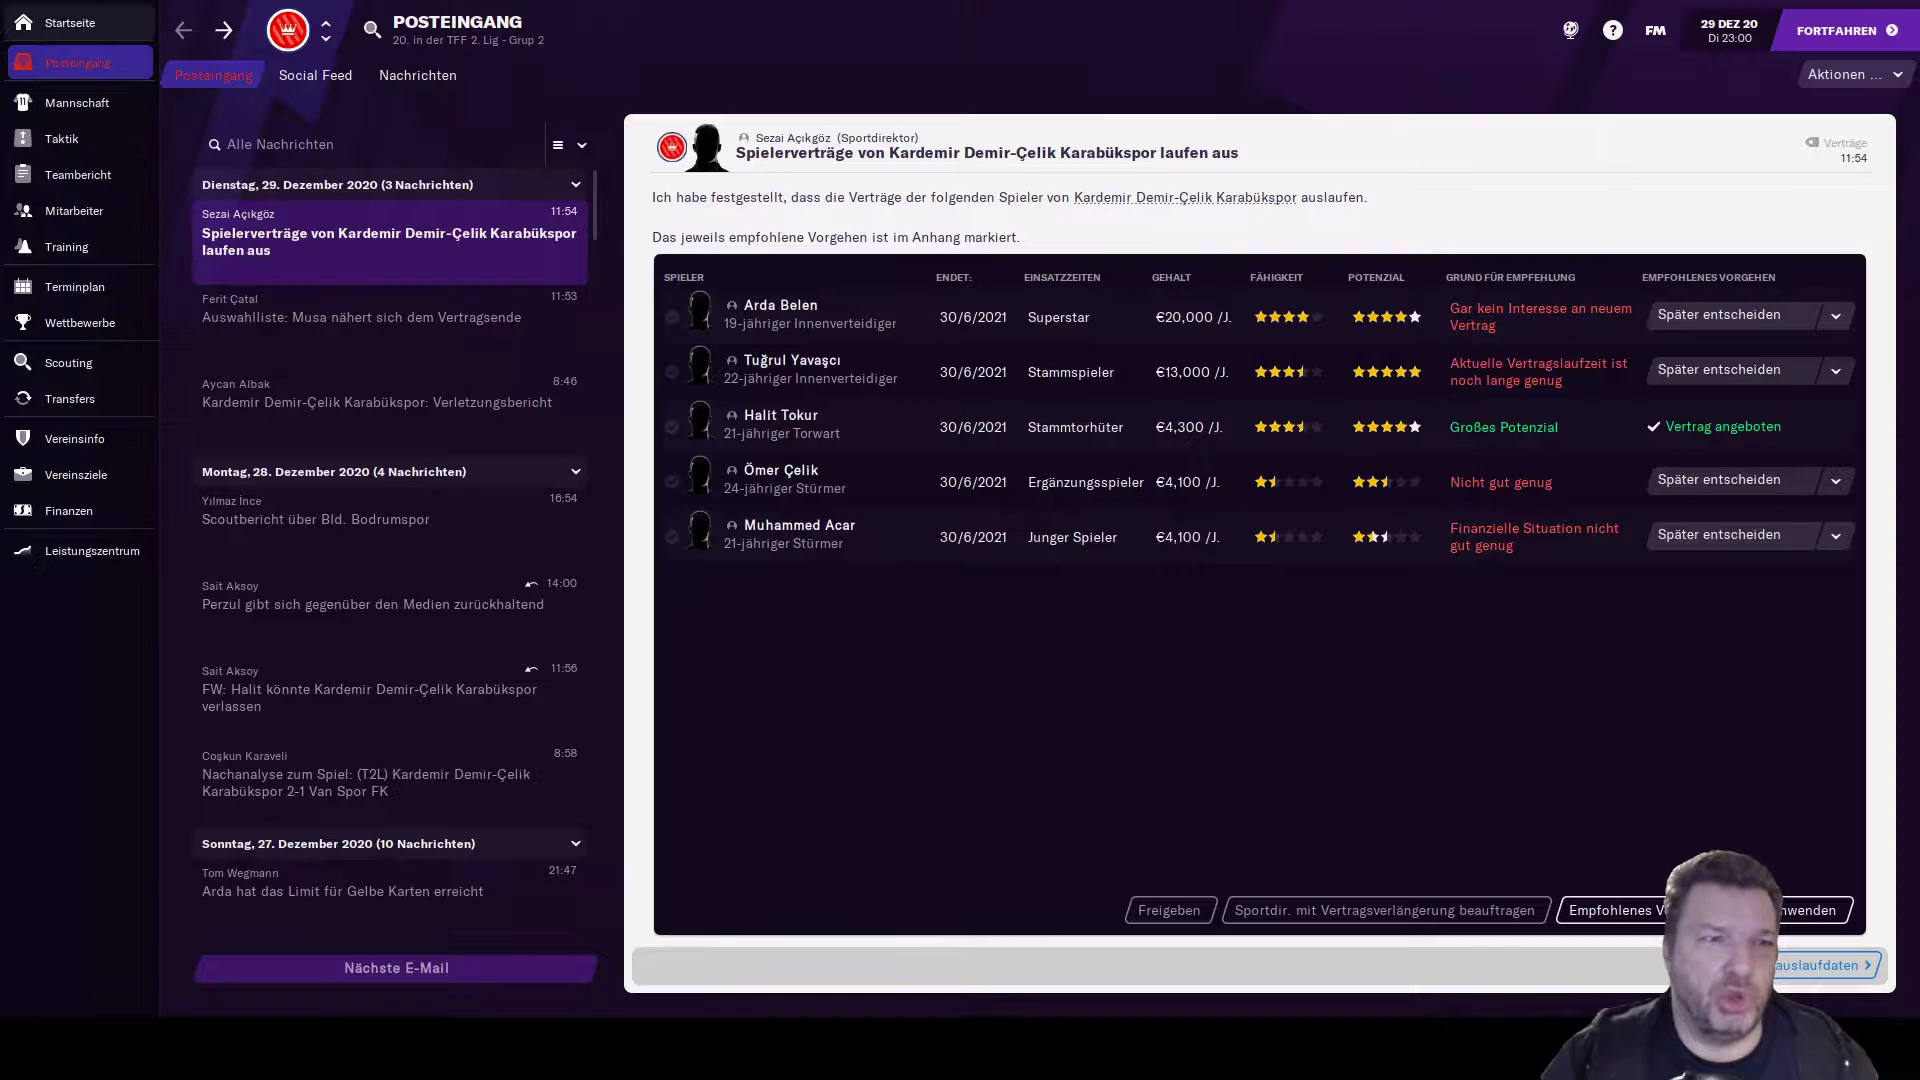 Startseite
Posteingang
Mannschaft
Taktik
Teambericht
Mitarbeiter
Training
Terminplan
Wettbewerbe
Scouting
Transfers
Vereinsinfo
Vereinsziele
Finanzen
Leistungszentrum
POSTEINGANG
20. in der TFF 2. Lig - Grup 2
FM
29 DEZ 20
Di 23:00
FORTFAHREN
Posteingang
Social Feed
Nachrichten
Aktionen ...
Alle Nachrichten
Dienstag, 29. Dezember 2020 (3 Nachrichten)
Sezai Açıkgöz 11:54
Spielerverträge von Kardemir Demir-Çelik Karabükspor
laufen aus
Ferit Çatal 11:53
Auswahlliste: Musa nähert sich dem Vertragsende
Aycan Albak 8:46
Kardemir Demir-Çelik Karabükspor: Verletzungsbericht
Montag, 28. Dezember 2020 (4 Nachrichten)
Yılmaz İnce 16:54
Scoutbericht über Bld. Bodrumspor
Sait Aksoy 14:00
Perzul gibt sich gegenüber den Medien zurückhaltend
Sait Aksoy 11:56
FW: Halit könnte Kardemir Demir-Çelik Karabükspor
verlassen
Coşkun Karaveli 8:58
Nachanalyse zum Spiel: (T2L) Kardemir Demir-Çelik
Karabükspor 2-1 Van Spor FK
Sonntag, 27. Dezember 2020 (10 Nachrichten)
Tom Wegmann 21:47
Arda hat das Limit für Gelbe Karten erreicht
Nächste E-Mail
Sezai Açıkgöz (Sportdirektor)
Spielerverträge von Kardemir Demir-Çelik Karabükspor laufen aus
Verträge
11:54
Ich habe festgestellt, dass die Verträge der folgenden Spieler von Kardemir Demir-Çelik Karabükspor auslaufen.
Das jeweils empfohlene Vorgehen ist im Anhang markiert.
SPIELER ENDET: EINSATZZEITEN GEHALT FÄHIGKEIT POTENZIAL GRUND FÜR EMPFEHLUNG EMPFOHLENES VORGEHEN
Arda Belen
19-jähriger Innenverteidiger
30/6/2021 Superstar €20,000 /J.
Gar kein Interesse an neuem
Vertrag
Später entscheiden
Tuğrul Yavaşcı
22-jähriger Innenverteidiger
30/6/2021 Stammspieler €13,000 /J.
Aktuelle Vertragslaufzeit ist
noch lange genug
Später entscheiden
Halit Tokur
21-jähriger Torwart
30/6/2021 Stammtorhüter €4,300 /J.
Großes Potenzial
Vertrag angeboten
Ömer Çelik
24-jähriger Stürmer
30/6/2021 Ergänzungsspieler €4,100 /J.
Nicht gut genug
Später entscheiden
Muhammed Acar
21-jähriger Stürmer
30/6/2021 Junger Spieler €4,100 /J.
Finanzielle Situation nicht
gut genug
Später entscheiden
Freigeben
Sportdir. mit Vertragsverlängerung beauftragen
Empfohlenes V
nwenden
auslaufdaten